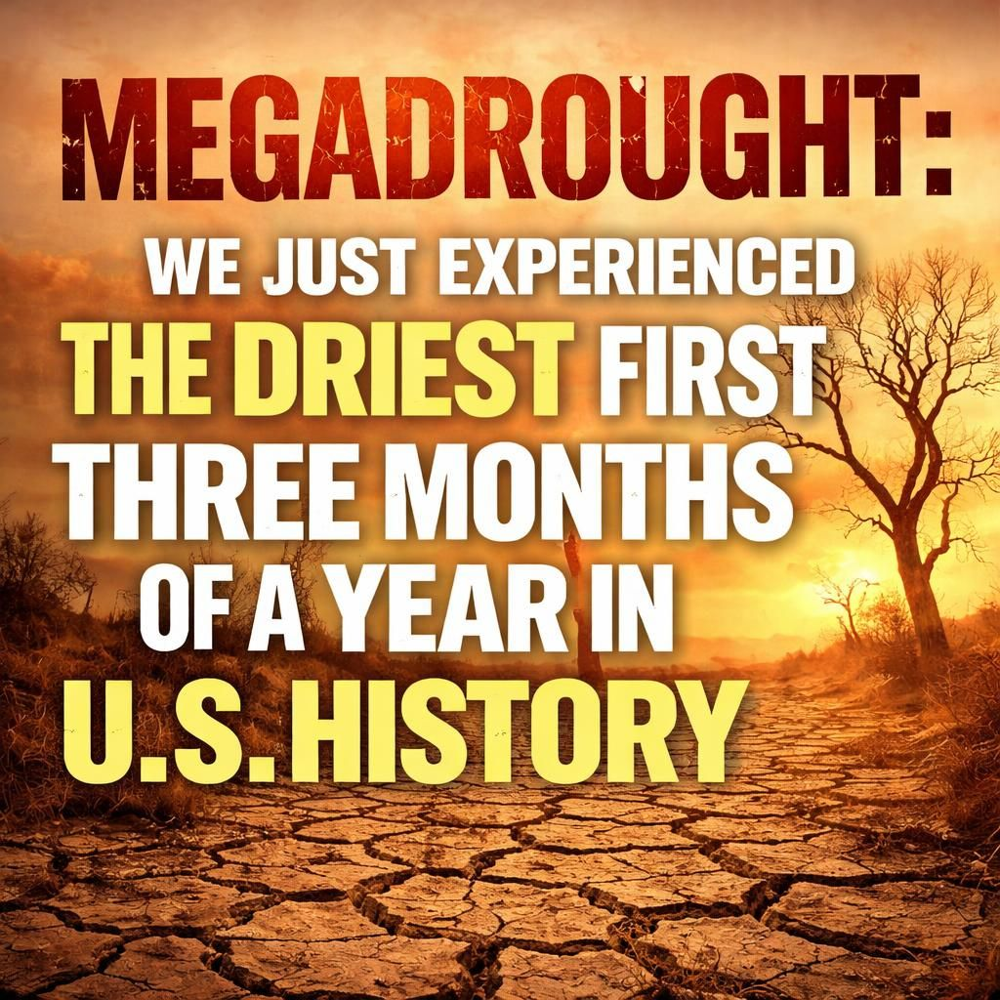 MEGADROUGHT:
WE JUST EXPERIENCED
THE DRIEST FIRST
THREE MONTHS
OF A YEAR IN
U.S. HISTORY